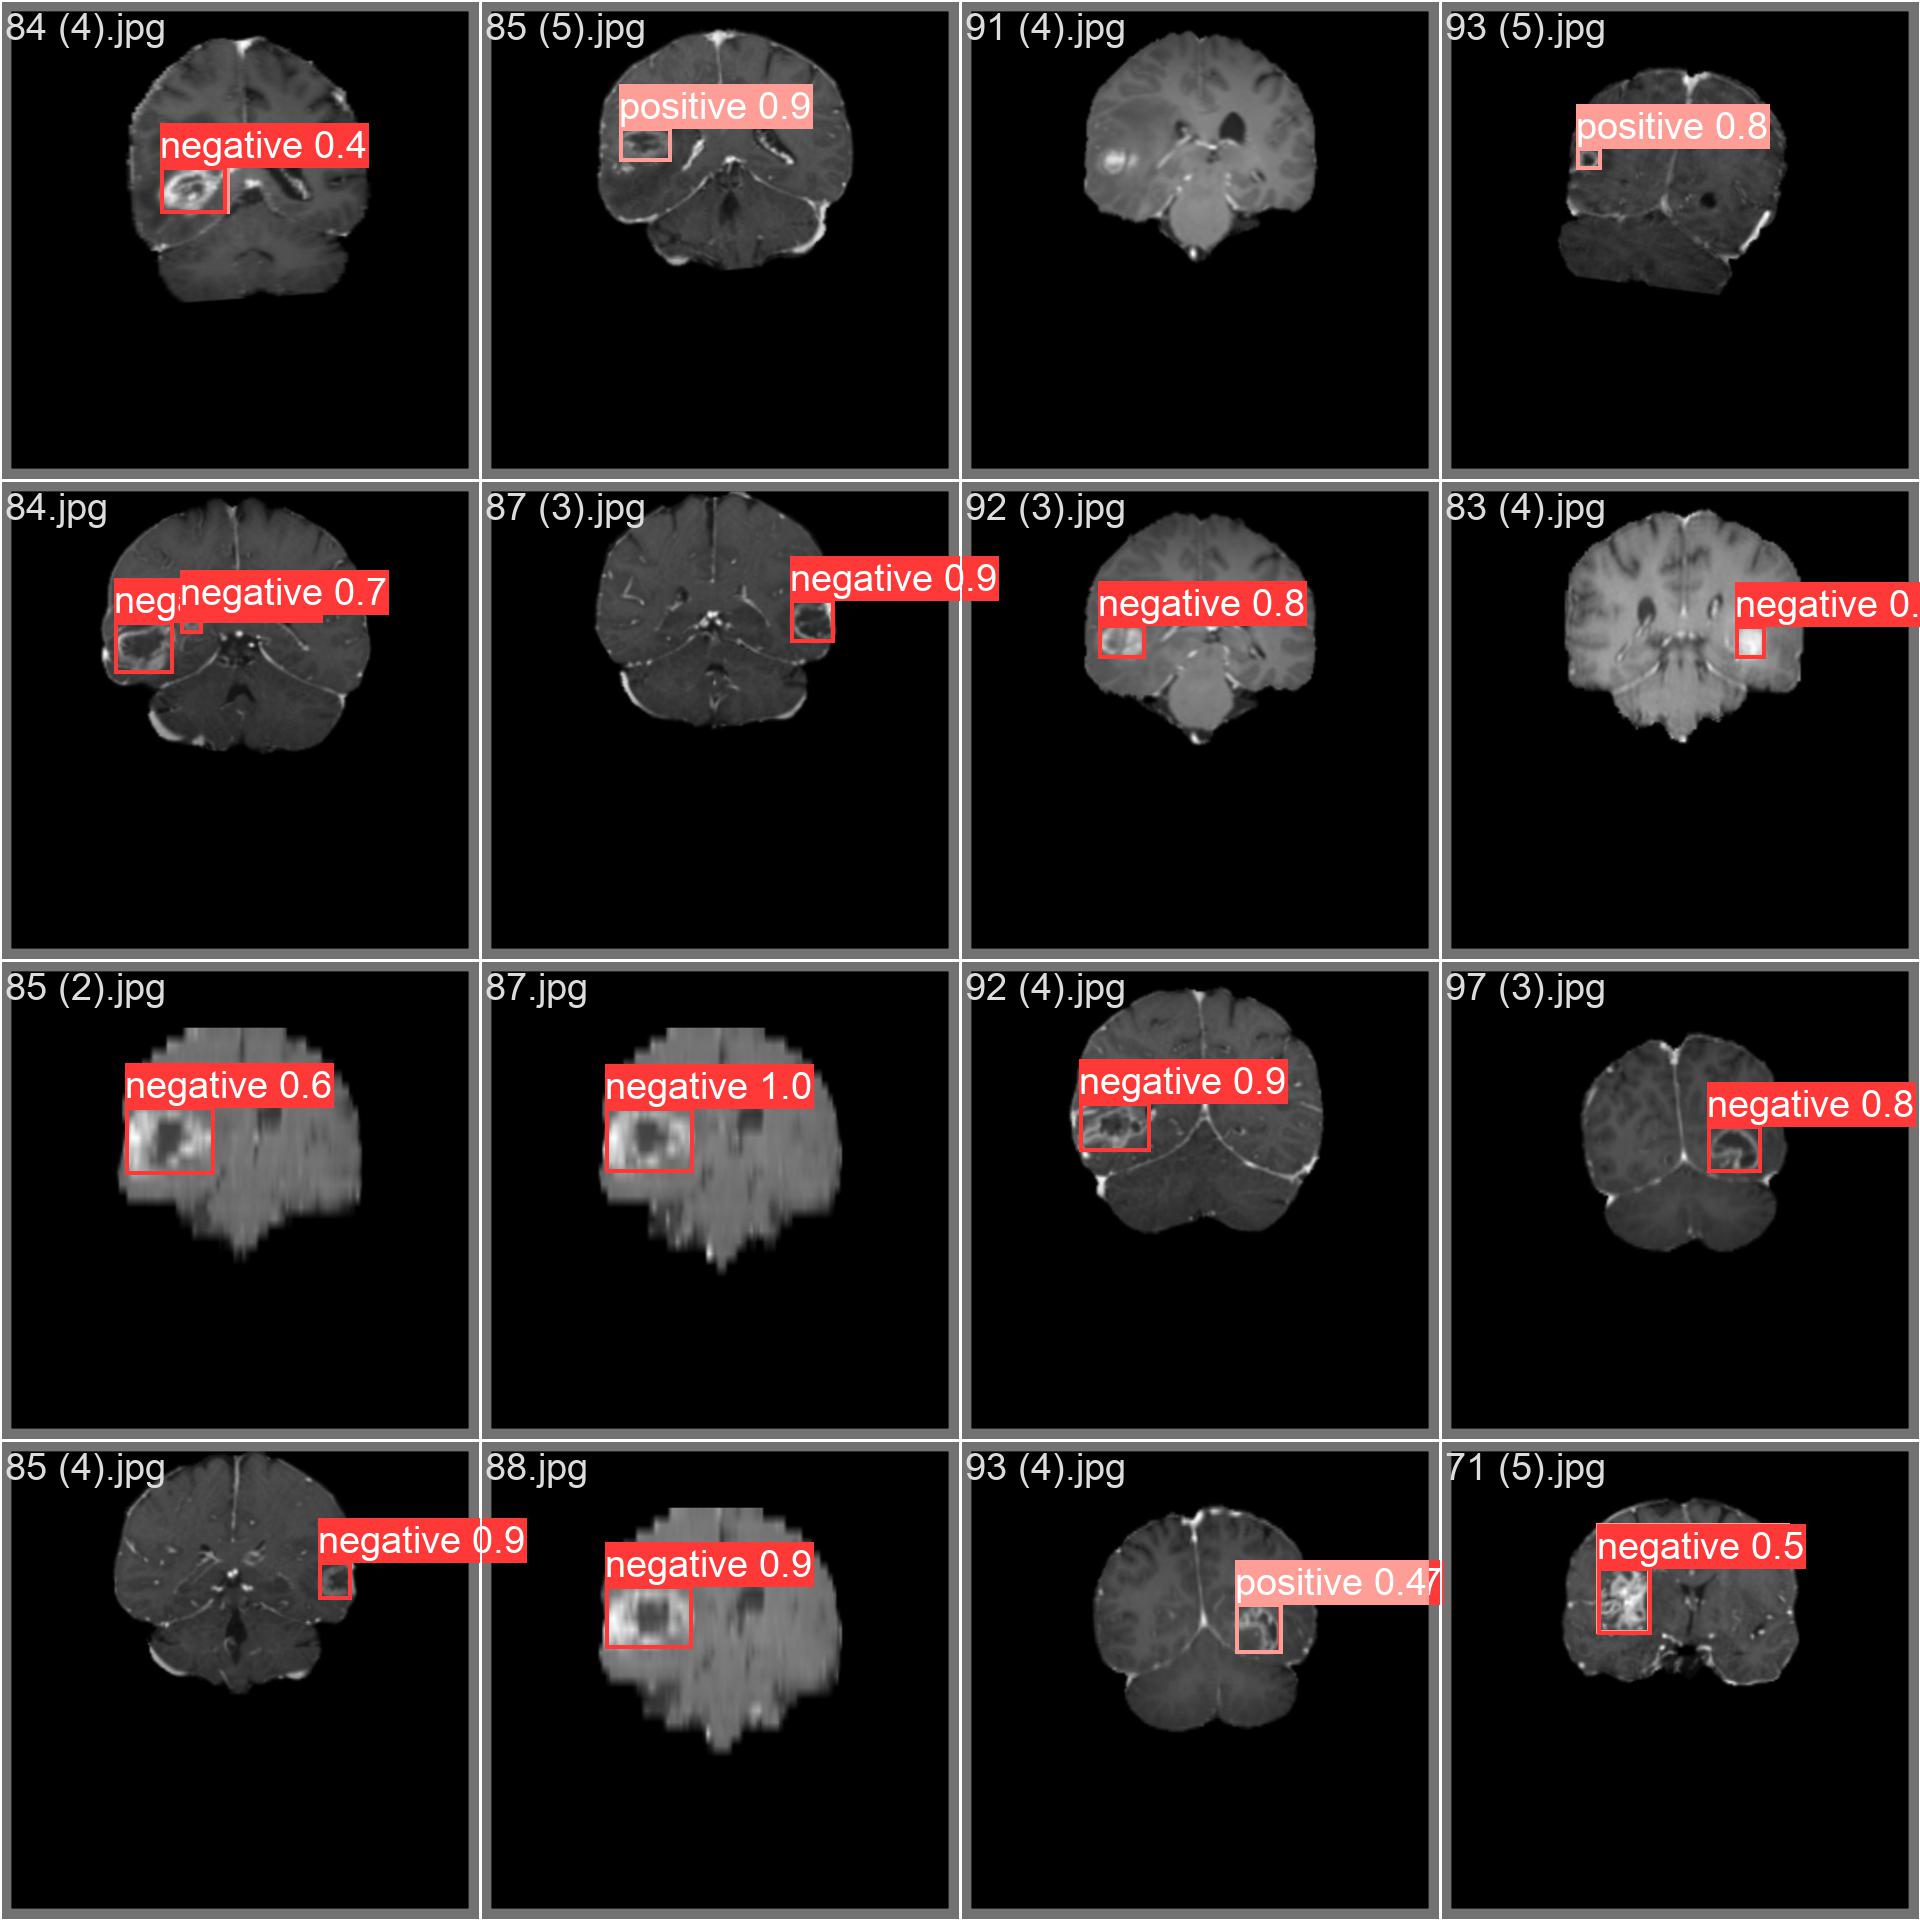 84 (4).jpg
negative 0.4
85 (5).jpg
positive 0.9
91 (4).jpg
93 (5).jpg
positive 0.8
84.jpg
neg
negative 0.7
87 (3).jpg
negative 0.9
92 (3).jpg
negative 0.8
83 (4).jpg
negative 0.
85 (2).jpg
negative 0.6
87.jpg
negative 1.0
92 (4).jpg
negative 0.9
97 (3).jpg
negative 0.8
85 (4).jpg
negative 0.9
88.jpg
negative 0.9
93 (4).jpg
positive 0.4
71 (5).jpg
negative 0.5